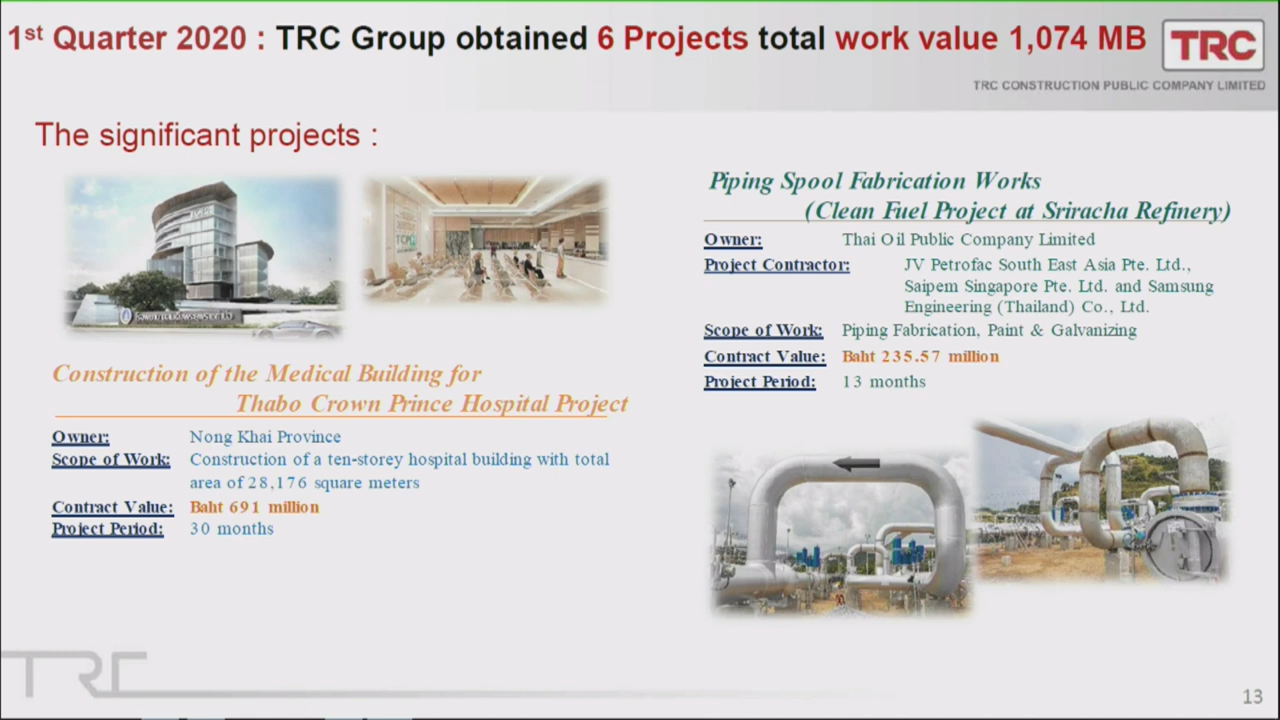 1st Quarter 2020 : TRC Group obtained 6 Projects total work value 1,074 MB
TRC
TRC CONSTRUCTION PUBLIC COMPANY LIMITED
The significant projects :
Construction of the Medical Building for
Thabo Crown Prince Hospital Project
Owner: Nong Khai Province
Scope of Work: Construction of a ten-storey hospital building with total
area of 28,176 square meters
Contract Value: Baht 691 million
Project Period: 30 months
Piping Spool Fabrication Works
(Clean Fuel Project at Sriracha Refinery)
Owner: Thai Oil Public Company Limited
Project Contractor: JV Petrofac South East Asia Pte. Ltd.,
Saipem Singapore Pte. Ltd. and Samsung
Engineering (Thailand) Co., Ltd.
Scope of Work: Piping Fabrication, Paint & Galvanizing
Contract Value: Baht 235.57 million
Project Period: 13 months
TRC
13